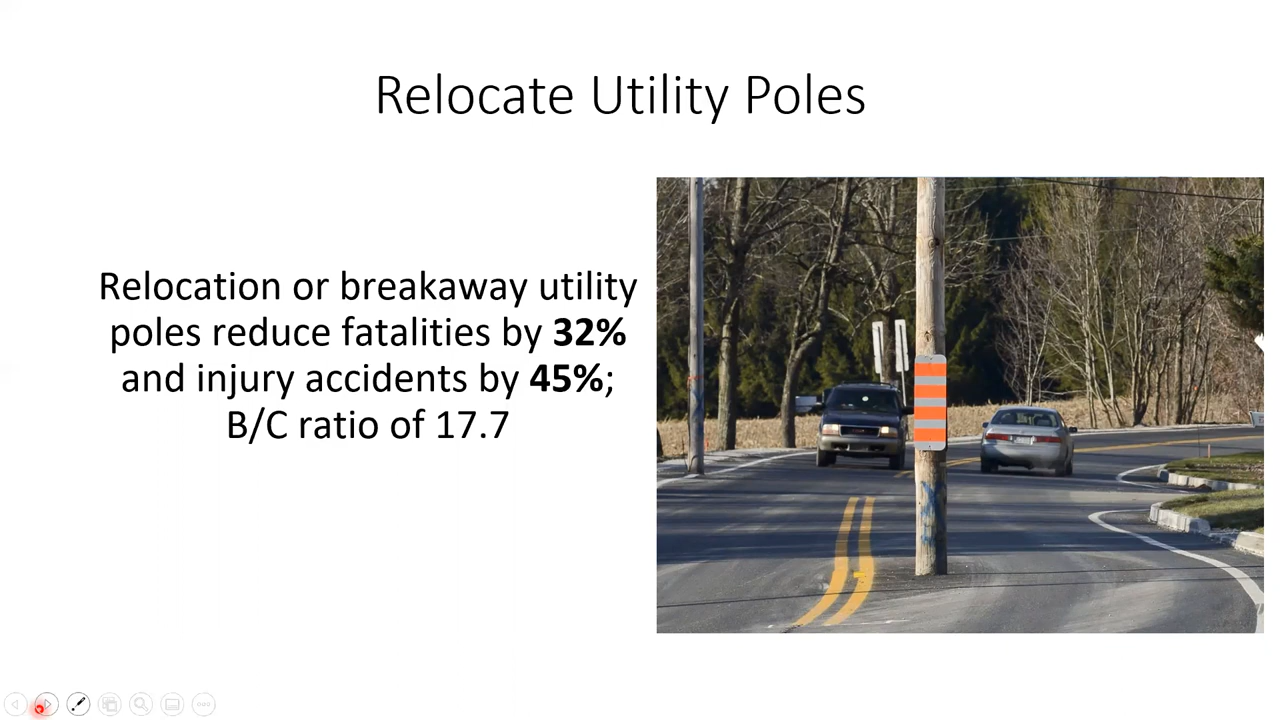 Relocate Utility Poles
Relocation or breakaway utility
poles reduce fatalities by 32%
and injury accidents by 45%;
B/C ratio of 17.7